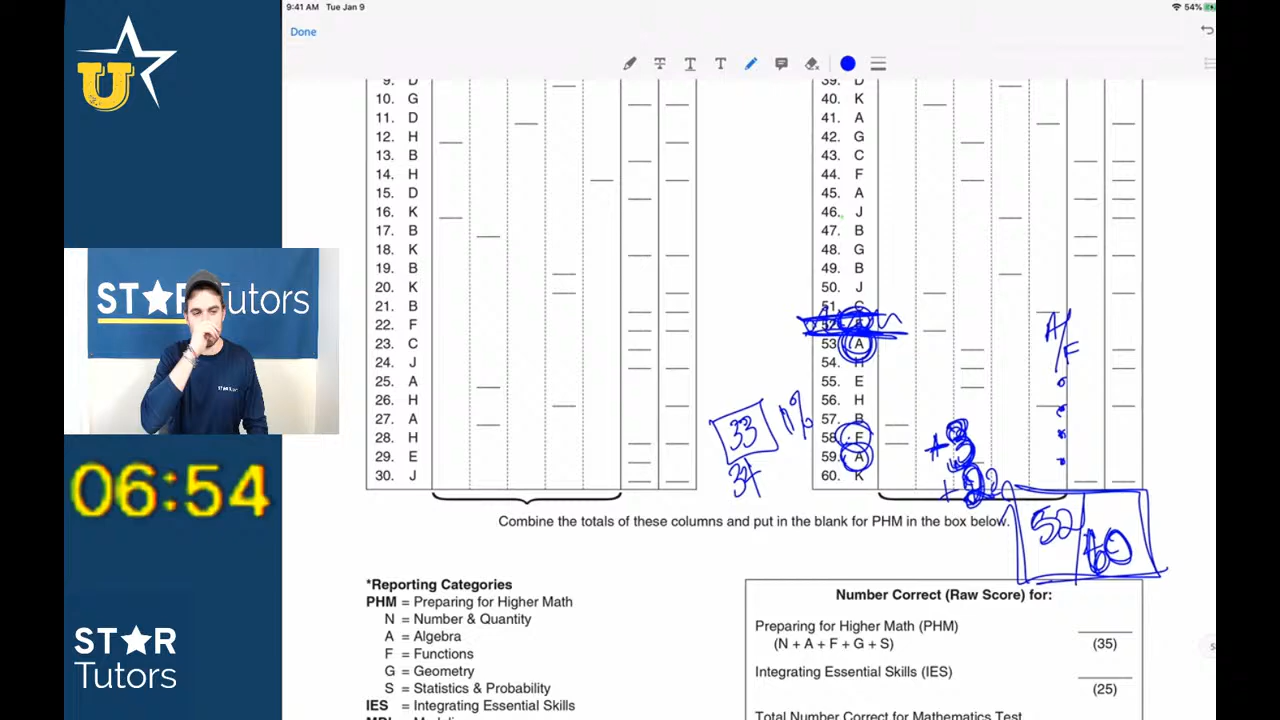 9:41 AM Tue Jan 9
54%
Done
U
T
T
T
9. D
10. G
11. D
12. H
13. B
14. H
15. D
16. K
17. B
18. K
19. B
20. K
21. B
22. F
23. C
24. J
25. A
26. H
27. A
28. H
29. E
30. J
39. D
40. K
41. A
42. G
43. C
44. F
45. A
46. J
47. B
48. G
49. B
50. J
51. C
53. A
54. H
55. E
56. H
57. B
58. F
59. A
60. K
A/F
33
34
52
60
ST★R Tutors
06:54
ST★R
Tutors
Combine the totals of these columns and put in the blank for PHM in the box below.
*Reporting Categories
PHM = Preparing for Higher Math
N = Number & Quantity
A = Algebra
F = Functions
G = Geometry
S = Statistics & Probability
IES = Integrating Essential Skills
Number Correct (Raw Score) for:
Preparing for Higher Math (PHM)
(N + A + F + G + S)
(35)
Integrating Essential Skills (IES)
(25)
Total Number Correct for Mathematics Test